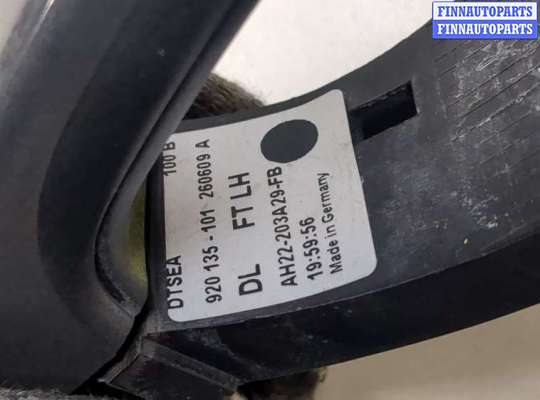 FINNAUTOPARTS
FINNAUTOPARTS
100 B
DTSEA
920 135 - 101 260609 A
DL FT LH
AH22-203A29-FB
19:59:56
Made in Germany